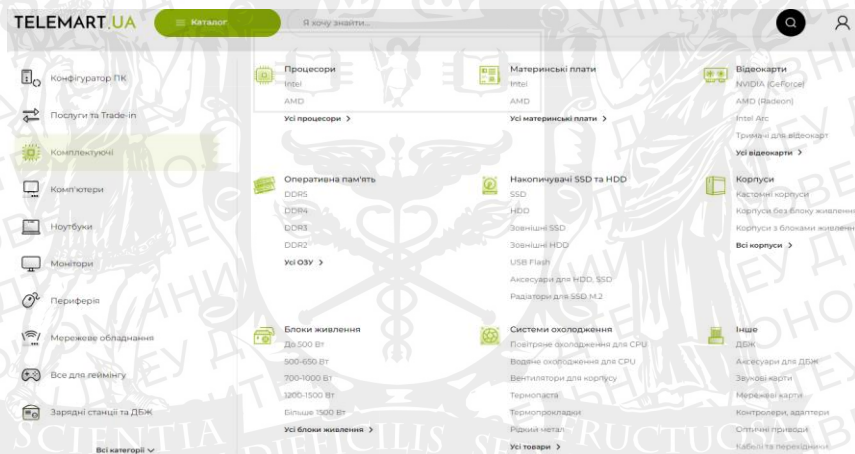 TELEMART.UA
Каталог
Я хочу знайти...
Конфігуратор ПК
Послуги та Trade-in
Комплектуючі
Комп'ютери
Ноутбуки
Монітори
Периферія
Мережеве обладнання
Все для геймінгу
Зарядні станції та ДБЖ
Всі категорії
Процесори
Intel
AMD
Усі процесори >
Материнські плати
Intel
AMD
Усі материнські плати >
Відеокарти
NVIDIA (GeForce)
AMD (Radeon)
Intel Arc
Тримачі для відеокарт
Усі відеокарти >
Оперативна пам'ять
DDR5
DDR4
DDR3
DDR2
Усі ОЗУ >
Накопичувачі SSD та HDD
SSD
HDD
Зовнішні SSD
Зовнішні HDD
USB Flash
Аксесуари для HDD, SSD
Радіатори для SSD M.2
Корпуси
Кастомні корпуси
Корпуси без блоку живлення
Корпуси з блоками живленн
Всі корпуси >
Блоки живлення
До 500 Вт
500-650 Вт
700-1000 Вт
1200-1500 Вт
Більше 1500 Вт
Усі блоки живлення >
Системи охолодження
Повітряне охолодження для CPU
Водяне охолодження для CPU
Вентилятори для корпусу
Термопаста
Термопрокладки
Рідкий метал
Усі товари >
Інше
ДБЖ
Аксесуари для ДБЖ
Звукові карти
Мережеві карти
Контролери, адаптери
Оптичні приводи
Кабелі та перехідники
SCIENTIA DIFFICILIS SED FRUCTUO